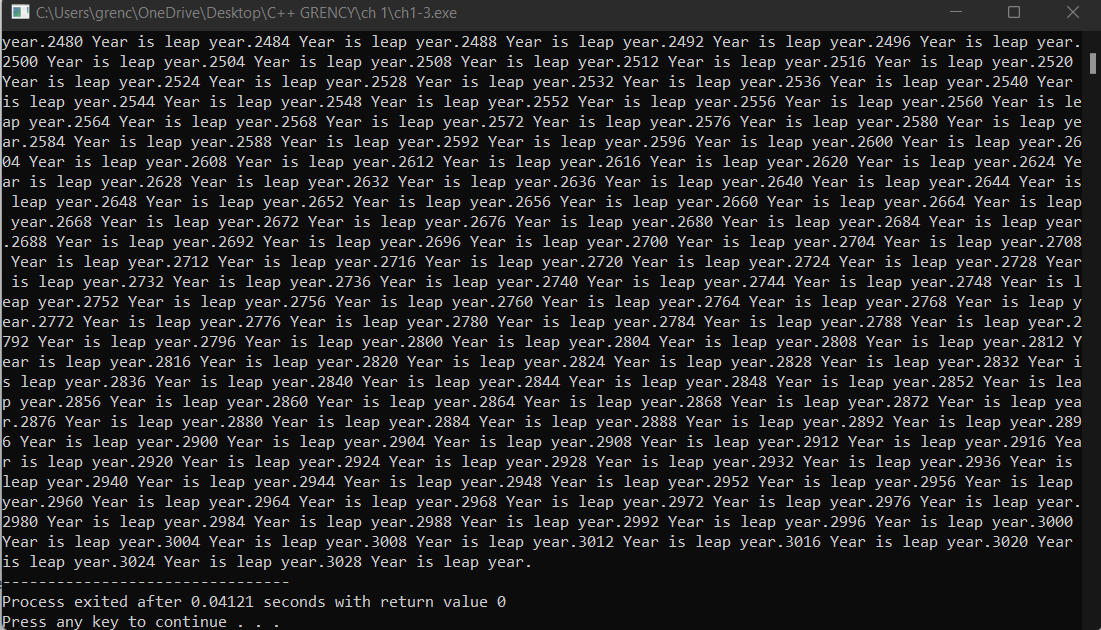 C:\Users\grenc\OneDrive\Desktop\C++ GRENCY\ch 1\ch1-3.exe
year.2480 Year is leap year.2484 Year is leap year.2488 Year is leap year.2492 Year is leap year.2496 Year is leap year.
2500 Year is leap year.2504 Year is leap year.2508 Year is leap year.2512 Year is leap year.2516 Year is leap year.2520
Year is leap year.2524 Year is leap year.2528 Year is leap year.2532 Year is leap year.2536 Year is leap year.2540 Year
is leap year.2544 Year is leap year.2548 Year is leap year.2552 Year is leap year.2556 Year is leap year.2560 Year is le
ap year.2564 Year is leap year.2568 Year is leap year.2572 Year is leap year.2576 Year is leap year.2580 Year is leap ye
ar.2584 Year is leap year.2588 Year is leap year.2592 Year is leap year.2596 Year is leap year.2600 Year is leap year.26
04 Year is leap year.2608 Year is leap year.2612 Year is leap year.2616 Year is leap year.2620 Year is leap year.2624 Ye
ar is leap year.2628 Year is leap year.2632 Year is leap year.2636 Year is leap year.2640 Year is leap year.2644 Year is
 leap year.2648 Year is leap year.2652 Year is leap year.2656 Year is leap year.2660 Year is leap year.2664 Year is leap
 year.2668 Year is leap year.2672 Year is leap year.2676 Year is leap year.2680 Year is leap year.2684 Year is leap year
.2688 Year is leap year.2692 Year is leap year.2696 Year is leap year.2700 Year is leap year.2704 Year is leap year.2708
 Year is leap year.2712 Year is leap year.2716 Year is leap year.2720 Year is leap year.2724 Year is leap year.2728 Year
 is leap year.2732 Year is leap year.2736 Year is leap year.2740 Year is leap year.2744 Year is leap year.2748 Year is l
eap year.2752 Year is leap year.2756 Year is leap year.2760 Year is leap year.2764 Year is leap year.2768 Year is leap y
ear.2772 Year is leap year.2776 Year is leap year.2780 Year is leap year.2784 Year is leap year.2788 Year is leap year.2
792 Year is leap year.2796 Year is leap year.2800 Year is leap year.2804 Year is leap year.2808 Year is leap year.2812 Y
ear is leap year.2816 Year is leap year.2820 Year is leap year.2824 Year is leap year.2828 Year is leap year.2832 Year i
s leap year.2836 Year is leap year.2840 Year is leap year.2844 Year is leap year.2848 Year is leap year.2852 Year is lea
p year.2856 Year is leap year.2860 Year is leap year.2864 Year is leap year.2868 Year is leap year.2872 Year is leap yea
r.2876 Year is leap year.2880 Year is leap year.2884 Year is leap year.2888 Year is leap year.2892 Year is leap year.289
6 Year is leap year.2900 Year is leap year.2904 Year is leap year.2908 Year is leap year.2912 Year is leap year.2916 Yea
r is leap year.2920 Year is leap year.2924 Year is leap year.2928 Year is leap year.2932 Year is leap year.2936 Year is
leap year.2940 Year is leap year.2944 Year is leap year.2948 Year is leap year.2952 Year is leap year.2956 Year is leap
year.2960 Year is leap year.2964 Year is leap year.2968 Year is leap year.2972 Year is leap year.2976 Year is leap year.
2980 Year is leap year.2984 Year is leap year.2988 Year is leap year.2992 Year is leap year.2996 Year is leap year.3000
Year is leap year.3004 Year is leap year.3008 Year is leap year.3012 Year is leap year.3016 Year is leap year.3020 Year
is leap year.3024 Year is leap year.3028 Year is leap year.
--------------------------------
Process exited after 0.04121 seconds with return value 0
Press any key to continue . . .